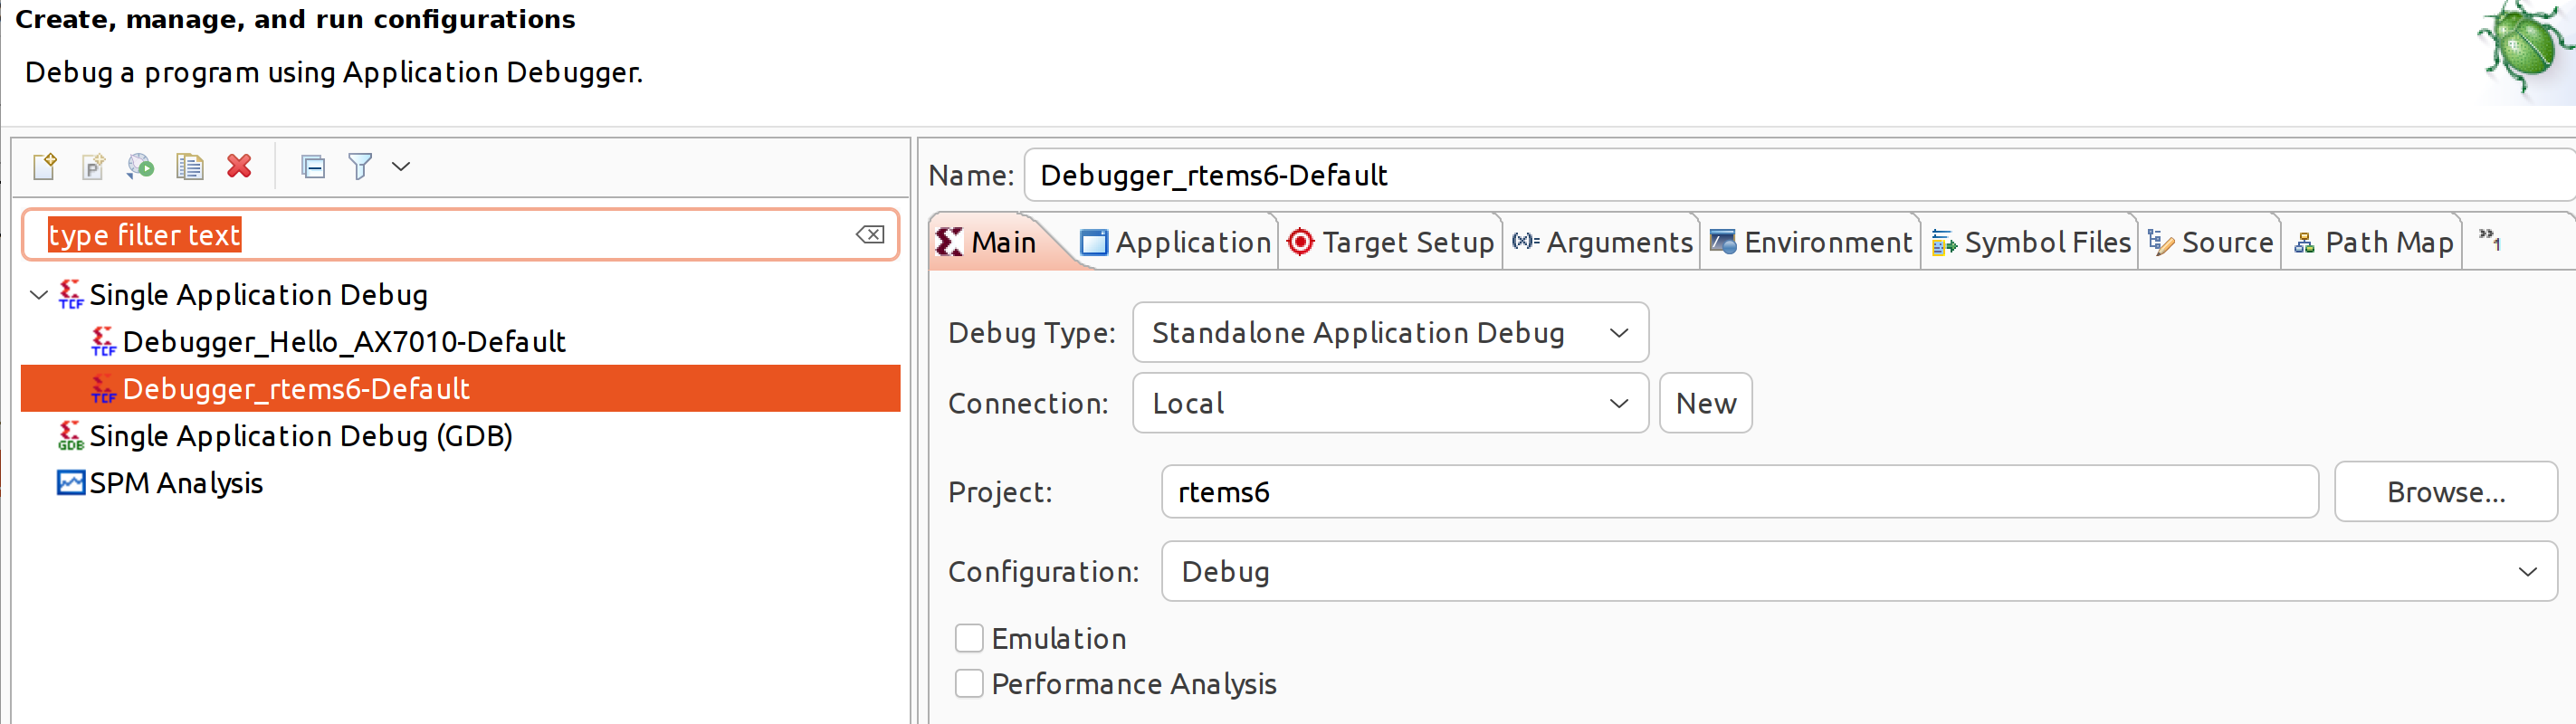 Create, manage, and run configurations
Debug a program using Application Debugger.
type filter text
Single Application Debug
Debugger_Hello_AX7010-Default
Debugger_rtems6-Default
Single Application Debug (GDB)
SPM Analysis
Name: Debugger_rtems6-Default
Main Application Target Setup (x)= Arguments Environment Symbol Files Source Path Map »1
Debug Type: Standalone Application Debug
Connection: Local New
Project: rtems6 Browse...
Configuration: Debug
Emulation
Performance Analysis